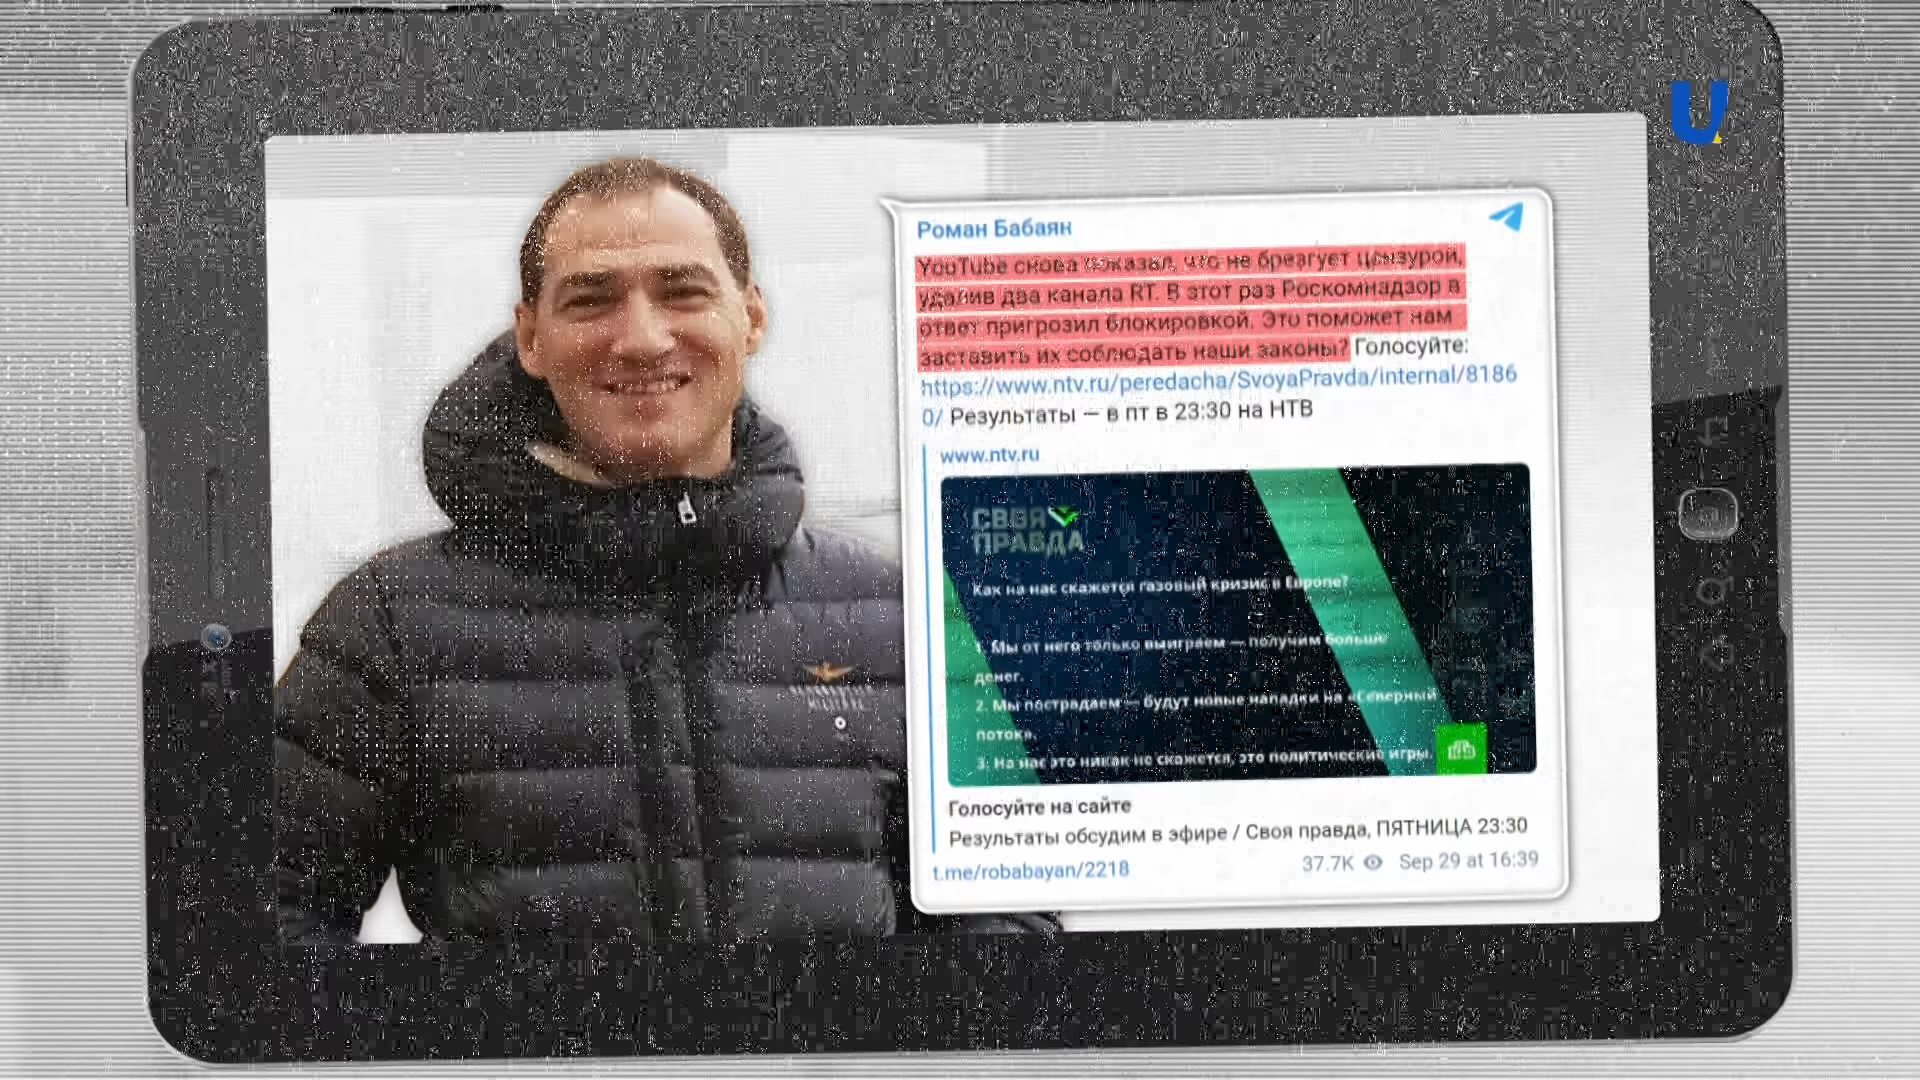 Роман Бабаян
YouTube снова показал, что не брезгует цензурой,
удалив два канала RT. В этот раз Роскомнадзор в
ответ пригрозил блокировкой. Это поможет нам
заставить их соблюдать наши законы? Голосуйте:
https://www.ntv.ru/peredacha/SvoyaPravda/internal/8186
0/ Результаты — в пт в 23:30 на НТВ
www.ntv.ru
СВОЯ
ПРАВДА
Как на нас скажется газовый кризис в Европе?
1. Мы от него только выиграем — получим больше
денег.
2. Мы пострадаем — будут новые нападки на «Северный
поток».
3. На нас это никак не скажется, это политические игры.
Голосуйте на сайте
Результаты обсудим в эфире / Своя правда, ПЯТНИЦА 23:30
t.me/robabayan/2218 37.7K Sep 29 at 16:39